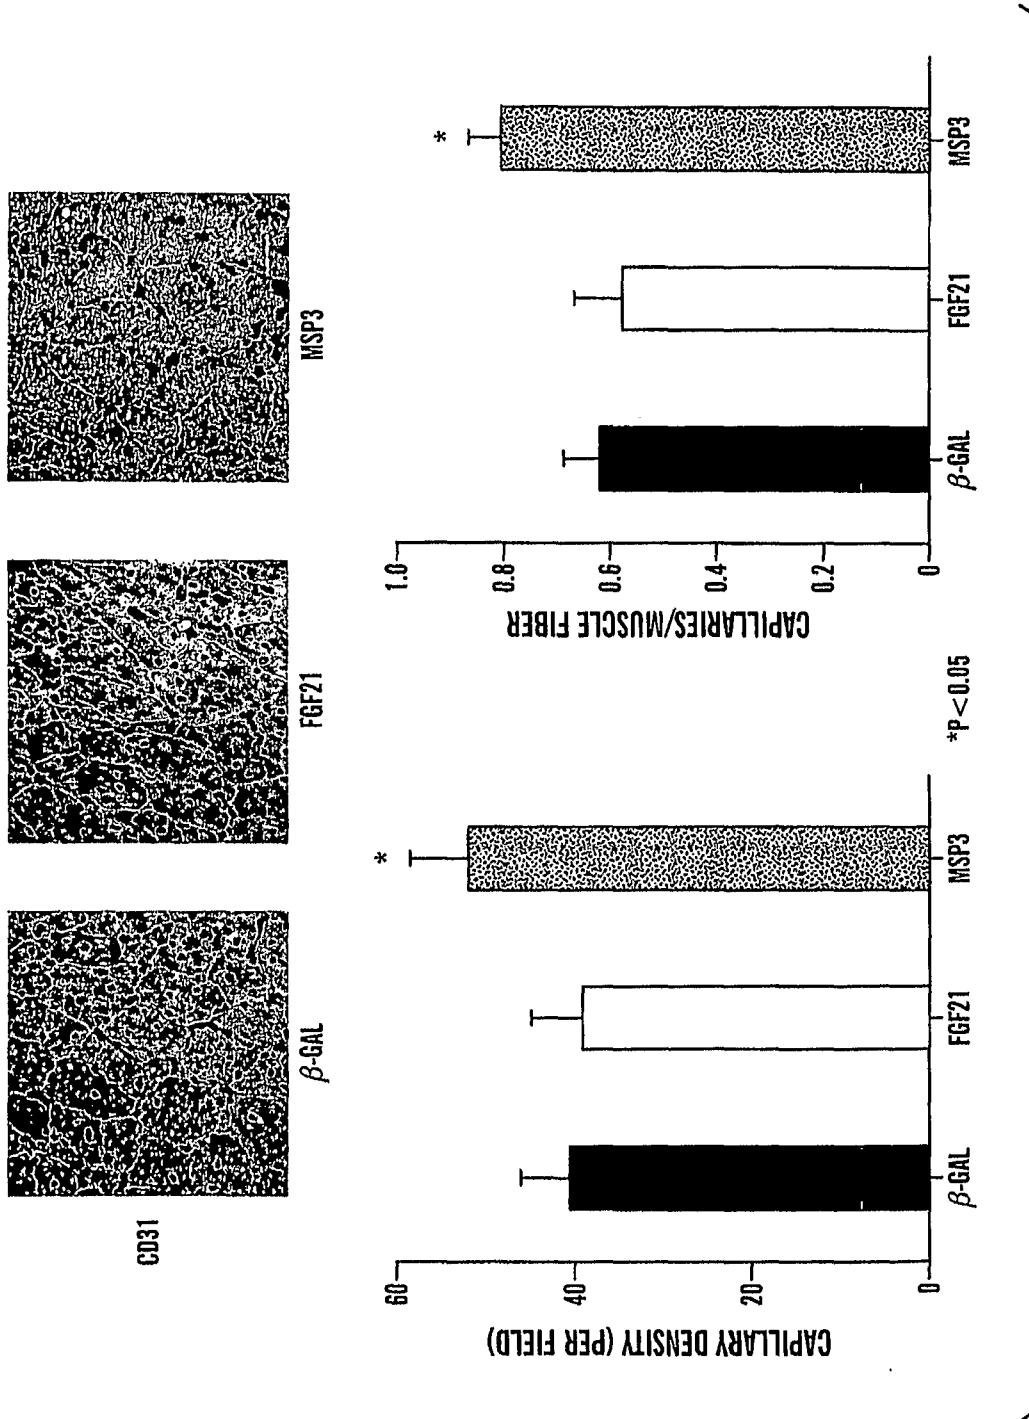 CD31
β-GAL
FGF21
MSP3
CAPILLARY DENSITY (PER FIELD)
60
40
20
0
β-GAL
FGF21
MSP3
*
*P<0.05
CAPILLARIES/MUSCLE FIBER
1.0
0.8
0.6
0.4
0.2
0
β-GAL
FGF21
MSP3
*